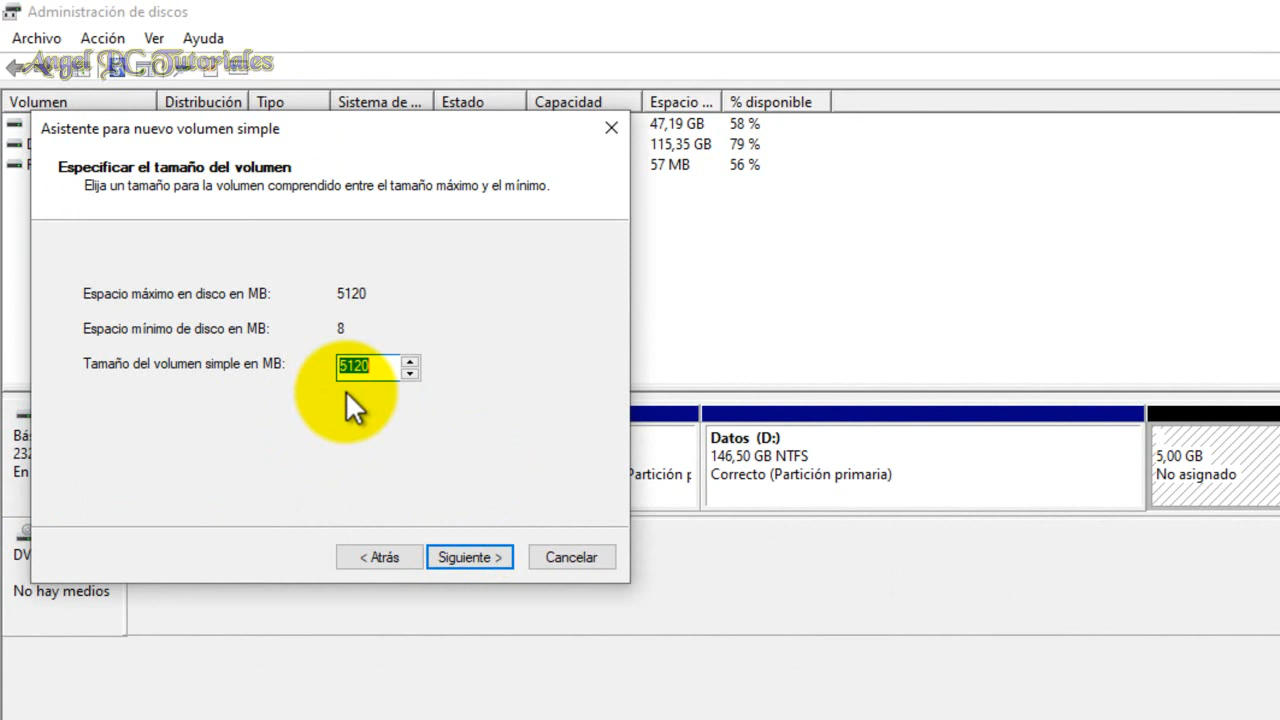 Administración de discos
Archivo Acción Ver Ayuda
Angel PC Tutoriales
Volumen Distribución Tipo Sistema de ... Estado Capacidad Espacio ... % disponible
47,19 GB 58 %
115,35 GB 79 %
57 MB 56 %
Asistente para nuevo volumen simple
Especificar el tamaño del volumen
Elija un tamaño para la volumen comprendido entre el tamaño máximo y el mínimo.
Espacio máximo en disco en MB: 5120
Espacio mínimo de disco en MB: 8
Tamaño del volumen simple en MB: 5120
< Atrás Siguiente > Cancelar
Datos (D:)
146,50 GB NTFS
Correcto (Partición primaria)
5,00 GB
No asignado
Partición
232
En
DV
No hay medios